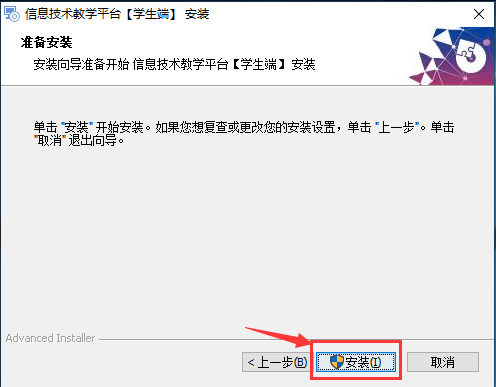 信息技术教学平台【学生端】 安装
准备安装
安装向导准备开始 信息技术教学平台【学生端】安装
单击 "安装" 开始安装。如果您想复查或更改您的安装设置，单击 "上一步"。单击
"取消" 退出向导。
Advanced Installer
< 上一步(B)
安装(I)
取消